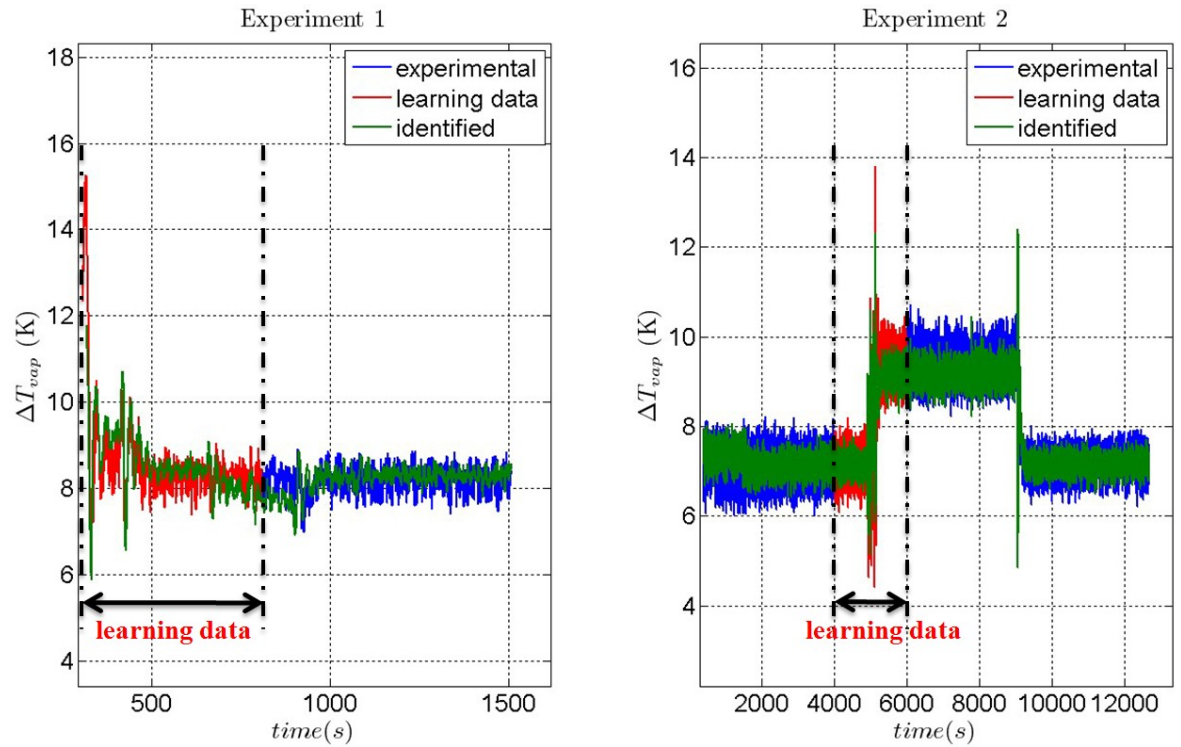 Experiment 1
18
16
14
12
10
8
6
4
ΔT_vap (K)
experimental
learning data
identified
learning data
500
1000
1500
time(s)
Experiment 2
16
14
12
10
8
6
4
ΔT_vap (K)
experimental
learning data
identified
learning data
2000 4000 6000 8000 10000 12000
time(s)